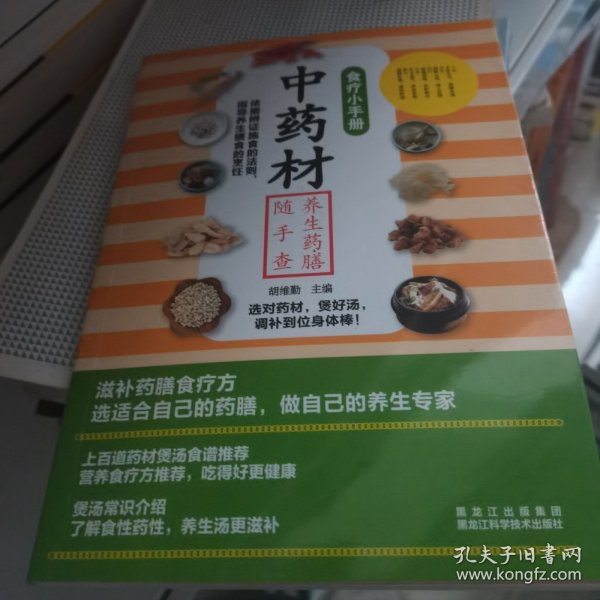 食疗小手册
中药材
依循辨证施食的法则、
指导养生膳食的烹饪
养生药·膳
随手查
胡维勤 主编
选对药材，煲好汤，
调补到位身体棒！
滋补药膳食疗方
选适合自己的药膳，做自己的养生专家
上百道药材煲汤食谱推荐
营养食疗方推荐，吃得好更健康
煲汤常识介绍
了解食性药性，养生汤更滋补
黑龙江出版集团
黑龙江科学技术出版社
孔夫子旧书网
www.kongfz.com